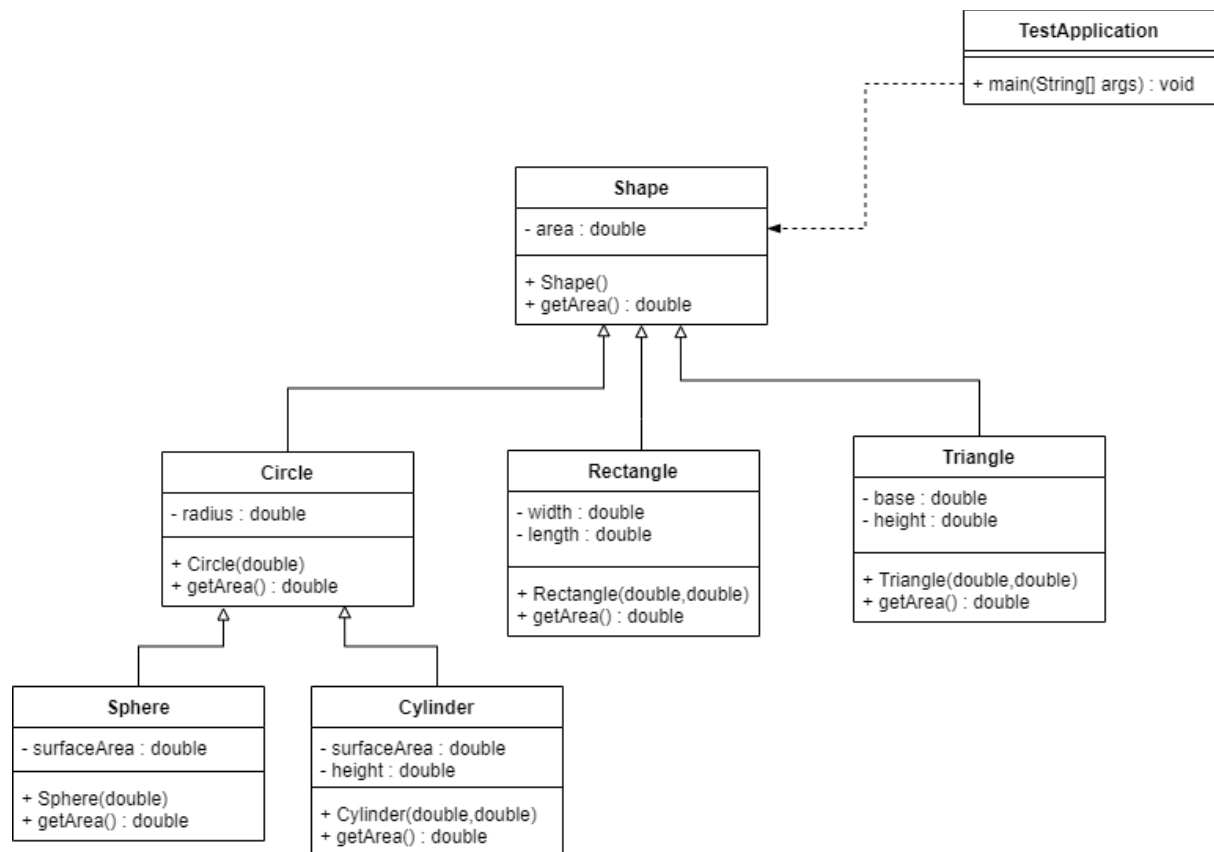 TestApplication
+ main(String[] args) : void
Shape
- area : double
+ Shape()
+ getArea() : double
Circle
- radius : double
+ Circle(double)
+ getArea() : double
Rectangle
- width : double
- length : double
+ Rectangle(double,double)
+ getArea() : double
Triangle
- base : double
- height : double
+ Triangle(double,double)
+ getArea() : double
Sphere
- surfaceArea : double
+ Sphere(double)
+ getArea() : double
Cylinder
- surfaceArea : double
- height : double
+ Cylinder(double,double)
+ getArea() : double